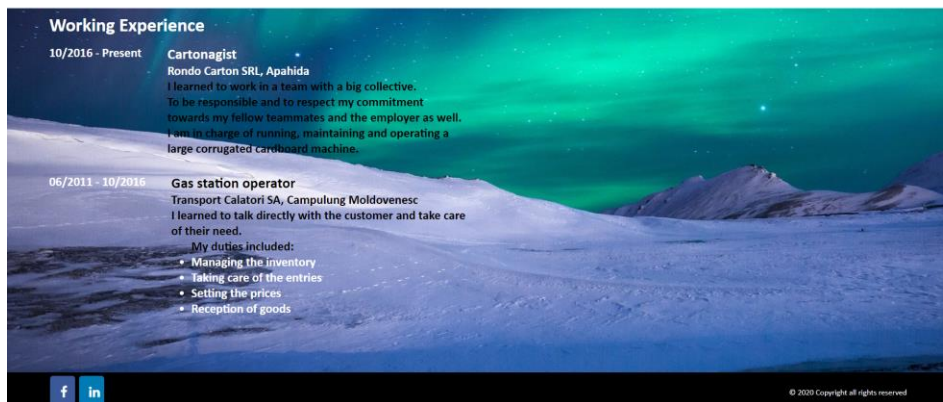 Working Experience
10/2016 - Present
Cartonagist
Rondo Carton SRL, Apahida
I learned to work in a team with a big collective.
To be responsible and to respect my commitment
towards my fellow teammates and the employer as well.
I am in charge of running, maintaining and operating a
large corrugated cardboard machine.
06/2011 - 10/2016
Gas station operator
Transport Calatori SA, Campulung Moldovenesc
I learned to talk directly with the customer and take care
of their need.
My duties included:
• Managing the inventory
• Taking care of the entries
• Setting the prices
• Reception of goods
f in
© 2020 Copyright all rights reserved